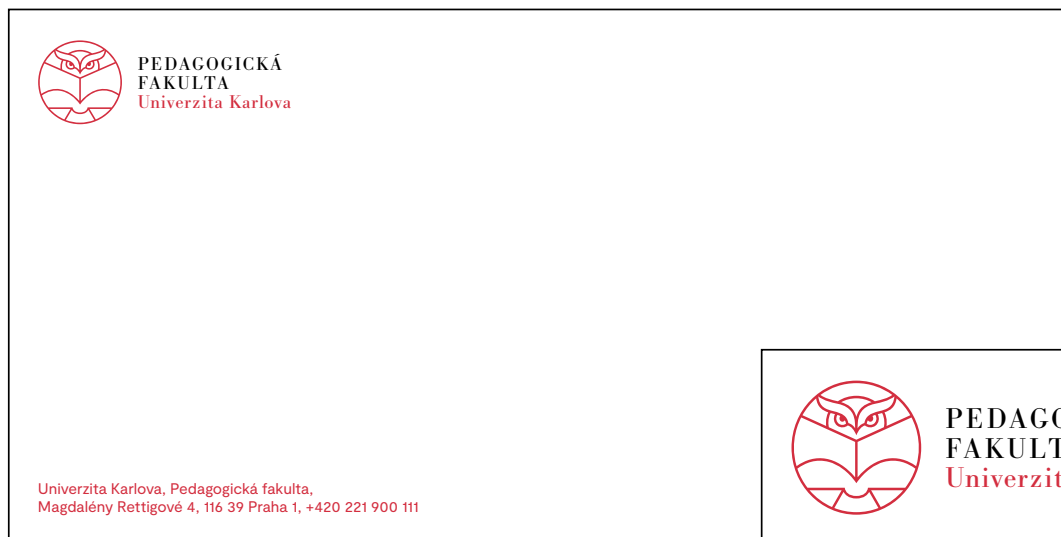 PEDAGOGICKÁ
FAKULTA
Univerzita Karlova
Univerzita Karlova, Pedagogická fakulta,
Magdalény Rettigové 4, 116 39 Praha 1, +420 221 900 111